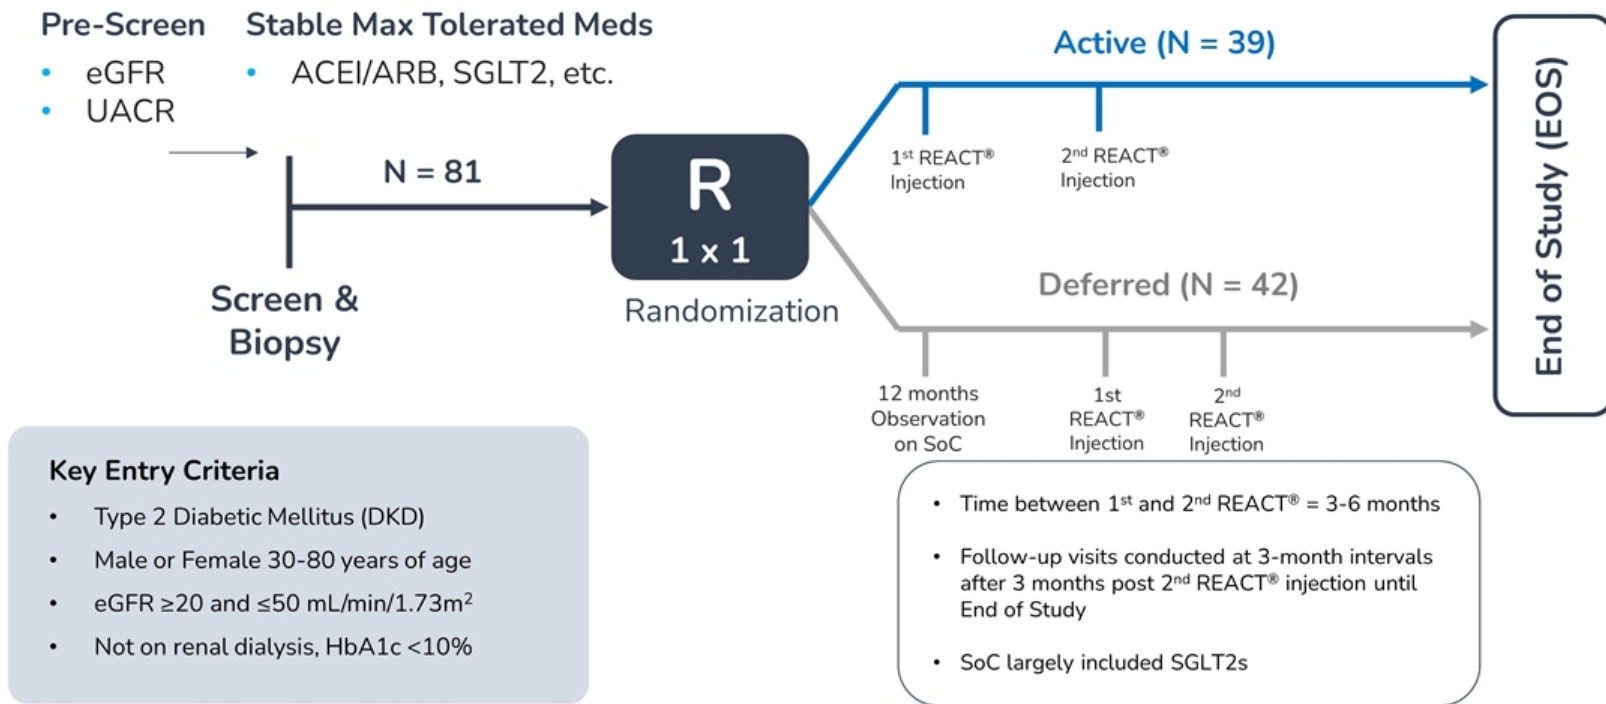 Pre-Screen
• eGFR
• UACR
Stable Max Tolerated Meds
• ACEI/ARB, SGLT2, etc.
N = 81
Screen &
Biopsy
R
1 x 1
Randomization
Active (N = 39)
1st REACT®
Injection
2nd REACT®
Injection
Deferred (N = 42)
12 months
Observation
on SoC
1st
REACT®
Injection
2nd
REACT®
Injection
End of Study (EOS)
Key Entry Criteria
• Type 2 Diabetic Mellitus (DKD)
• Male or Female 30-80 years of age
• eGFR ≥20 and ≤50 mL/min/1.73m²
• Not on renal dialysis, HbA1c <10%
• Time between 1st and 2nd REACT® = 3-6 months
• Follow-up visits conducted at 3-month intervals
after 3 months post 2nd REACT® injection until
End of Study
• SoC largely included SGLT2s